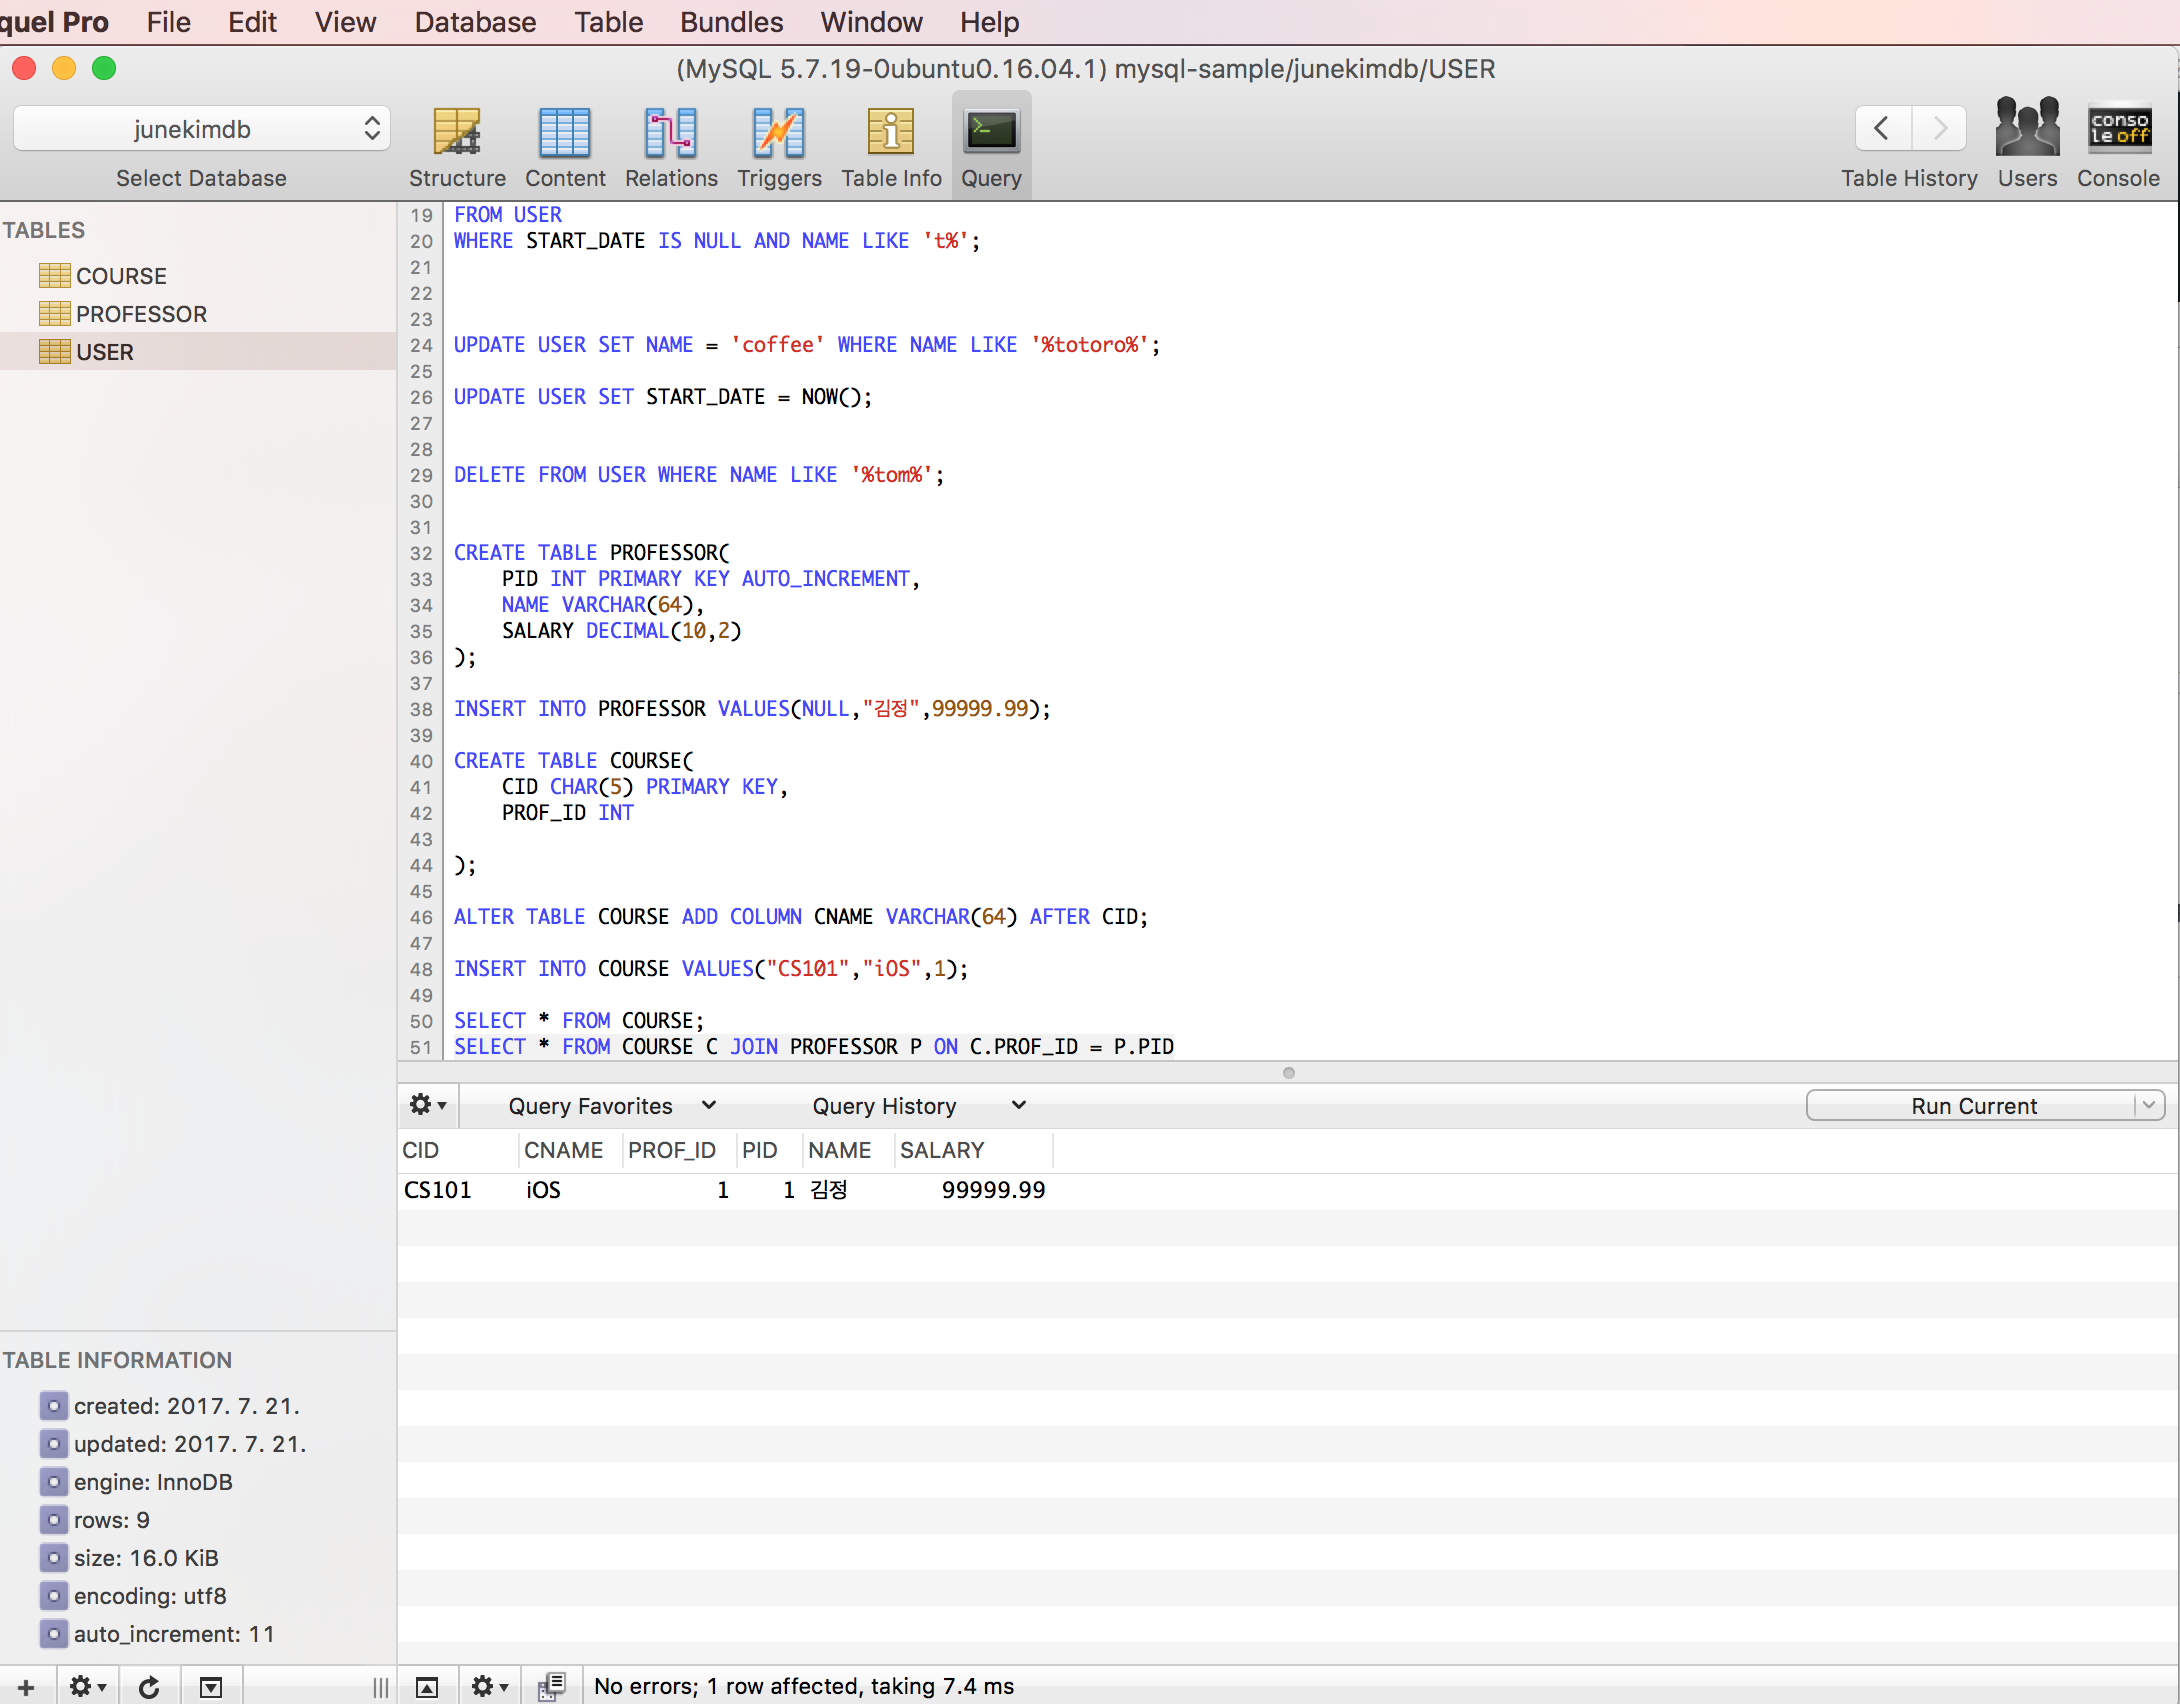 quel Pro File Edit View Database Table Bundles Window Help
(MySQL 5.7.19-0ubuntu0.16.04.1) mysql-sample/junekimdb/USER
junekimdb
Select Database
Structure Content Relations Triggers Table Info Query
Table History Users Console
conso
le off
TABLES
COURSE
PROFESSOR
USER
19 FROM USER
20 WHERE START_DATE IS NULL AND NAME LIKE 't%';
21
22
23
24 UPDATE USER SET NAME = 'coffee' WHERE NAME LIKE '%totoro%';
25
26 UPDATE USER SET START_DATE = NOW();
27
28
29 DELETE FROM USER WHERE NAME LIKE '%tom%';
30
31
32 CREATE TABLE PROFESSOR(
33 PID INT PRIMARY KEY AUTO_INCREMENT,
34 NAME VARCHAR(64),
35 SALARY DECIMAL(10,2)
36 );
37
38 INSERT INTO PROFESSOR VALUES(NULL,"김정",99999.99);
39
40 CREATE TABLE COURSE(
41 CID CHAR(5) PRIMARY KEY,
42 PROF_ID INT
43
44 );
45
46 ALTER TABLE COURSE ADD COLUMN CNAME VARCHAR(64) AFTER CID;
47
48 INSERT INTO COURSE VALUES("CS101","iOS",1);
49
50 SELECT * FROM COURSE;
51 SELECT * FROM COURSE C JOIN PROFESSOR P ON C.PROF_ID = P.PID
Query Favorites Query History Run Current
CID CNAME PROF_ID PID NAME SALARY
CS101 iOS 1 1 김정 99999.99
TABLE INFORMATION
created: 2017. 7. 21.
updated: 2017. 7. 21.
engine: InnoDB
rows: 9
size: 16.0 KiB
encoding: utf8
auto_increment: 11
No errors; 1 row affected, taking 7.4 ms